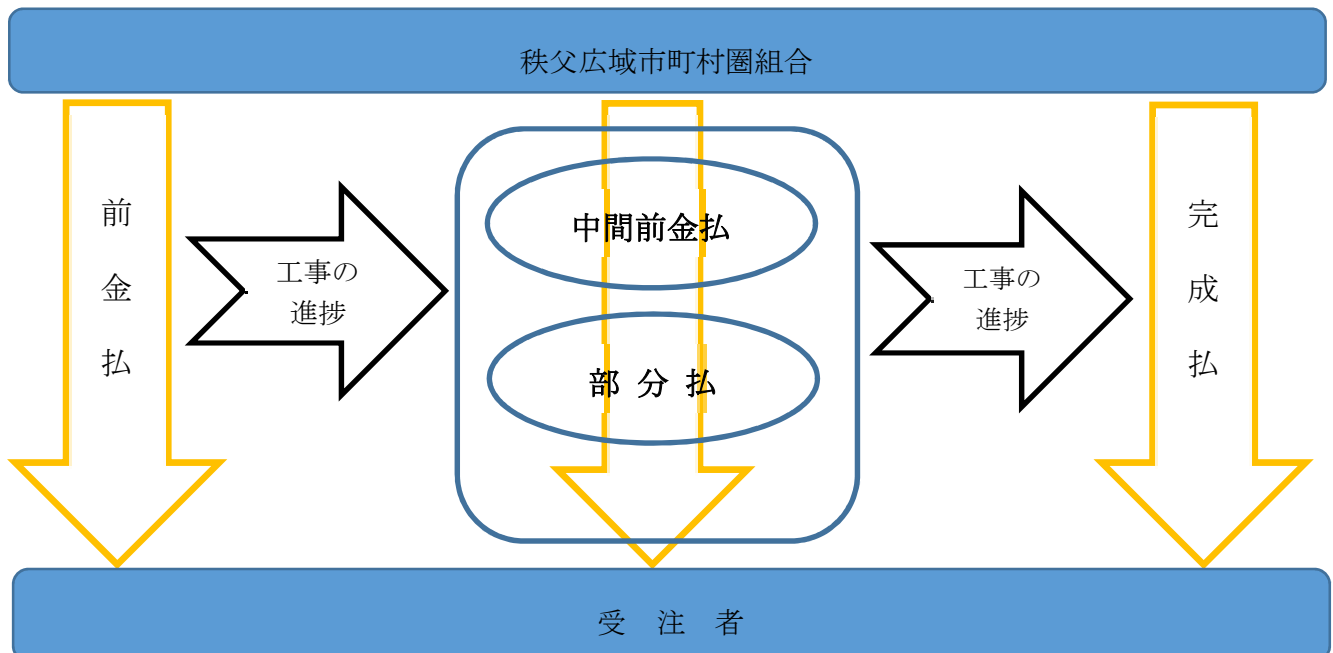 秩父広域市町村圏組合
前金払
工事の
進捗
中間前金払
部分払
工事の
進捗
完成払
受注者